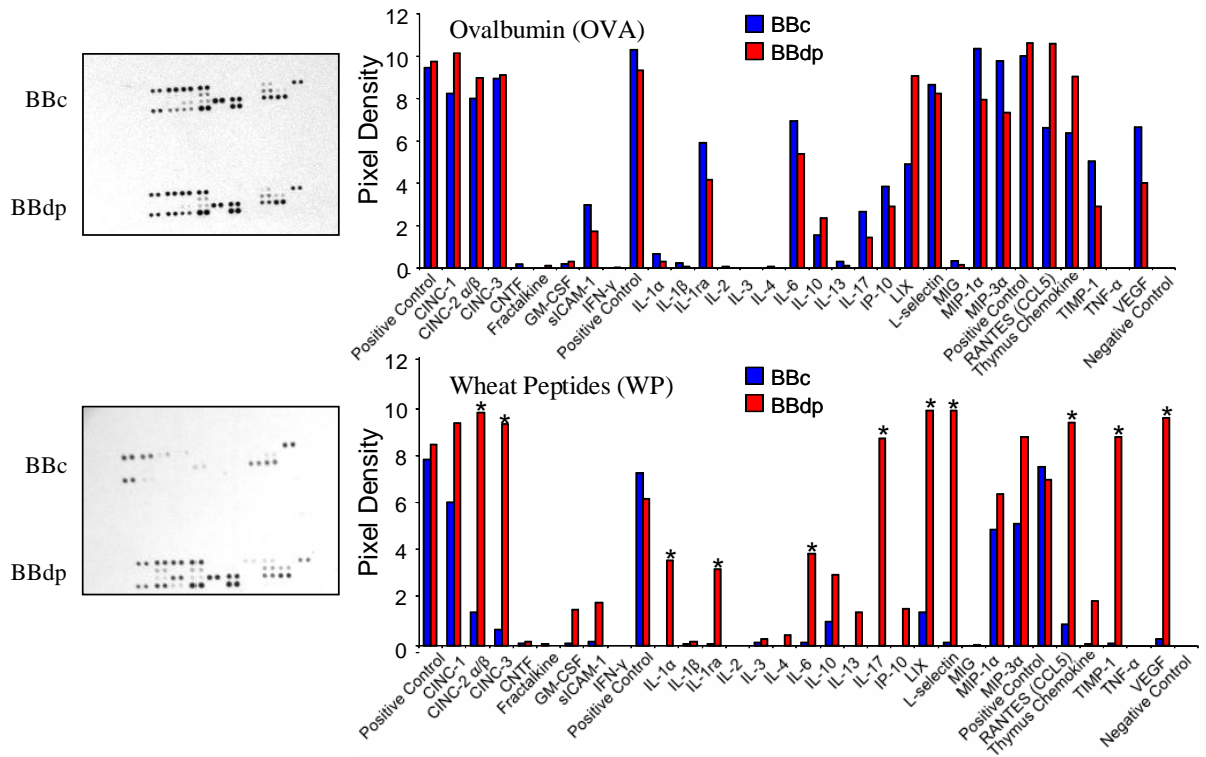 12
10
8
6
4
2
0
Pixel Density
Ovalbumin (OVA)
BBc
BBdp
BBc
BBdp
Positive Control
CINC-1
CINC-2 α/β
CINC-3
CNTF
Fractalkine
GM-CSF
sICAM-1
IFN-γ
Positive Control
IL-1α
IL-1β
IL-1ra
IL-2
IL-3
IL-4
IL-6
IL-10
IL-13
IL-17
IP-10
LIX
L-selectin
MIG
MIP-1α
MIP-3α
Positive Control
RANTES (CCL5)
Thymus Chemokine
TIMP-1
TNF-α
VEGF
Negative Control
12
10
8
6
4
2
0
Pixel Density
Wheat Peptides (WP)
BBc
BBdp
BBc
BBdp
* * * * * * * * * * *
Positive Control
CINC-1
CINC-2 α/β
CINC-3
CNTF
Fractalkine
GM-CSF
sICAM-1
IFN-γ
Positive Control
IL-1α
IL-1β
IL-1ra
IL-2
IL-3
IL-4
IL-6
IL-10
IL-13
IL-17
IP-10
LIX
L-selectin
MIG
MIP-1α
MIP-3α
Positive Control
RANTES (CCL5)
Thymus Chemokine
TIMP-1
TNF-α
VEGF
Negative Control